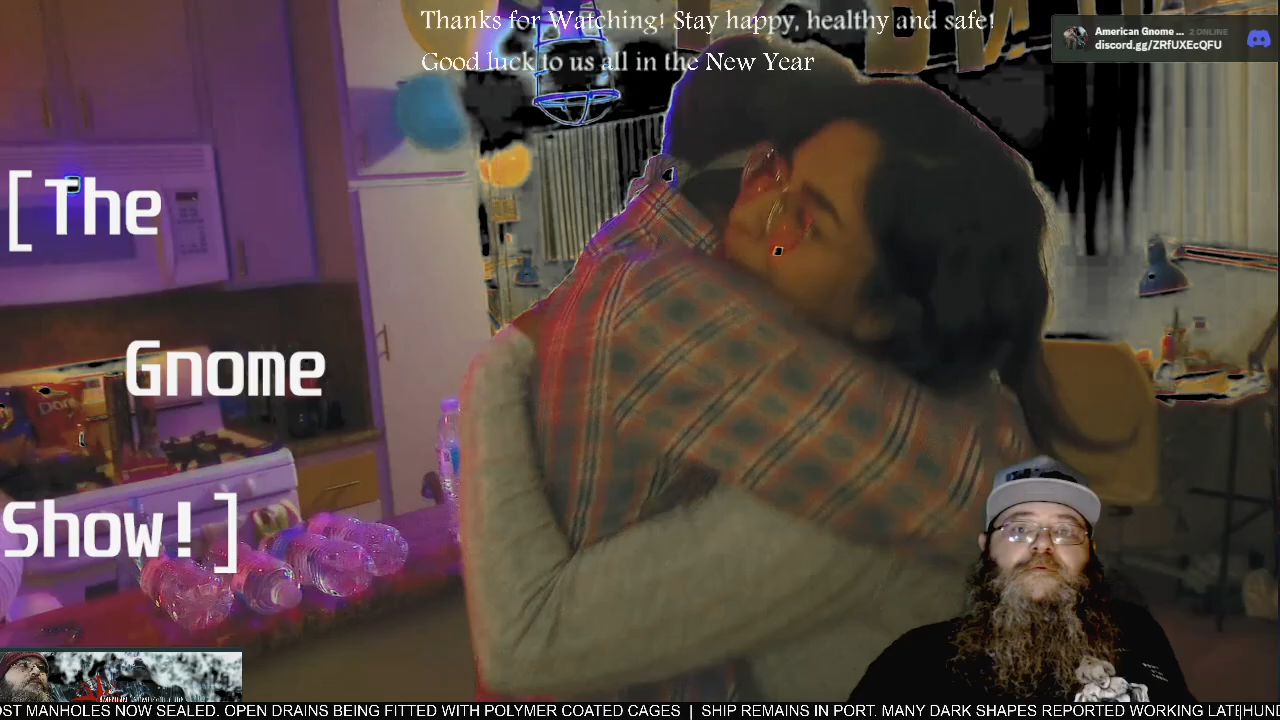 Thanks for Watching! Stay happy, healthy and safe!
Good luck to us all in the New Year
American Gnome ... 2 ONLINE
discord.gg/ZRfUXEcQFU
[ The
Gnome
Show! ]
OST MANHOLES NOW SEALED. OPEN DRAINS BEING FITTED WITH POLYMER COATED CAGES | SHIP REMAINS IN PORT. MANY DARK SHAPES REPORTED WORKING LAT